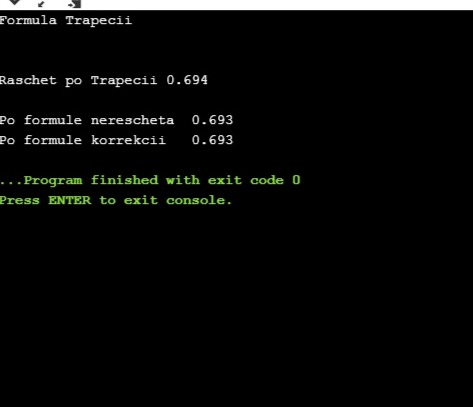 Formula Trapecii
Raschet po Trapecii 0.694
Po formule nerescheta 0.693
Po formule korrekcii 0.693
...Program finished with exit code 0
Press ENTER to exit console.